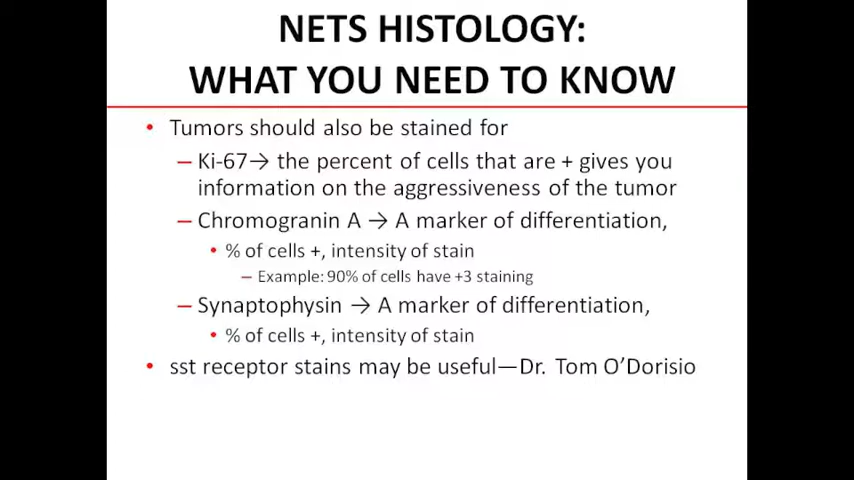 NETS HISTOLOGY:
WHAT YOU NEED TO KNOW
• Tumors should also be stained for
– Ki-67→ the percent of cells that are + gives you
information on the aggressiveness of the tumor
– Chromogranin A → A marker of differentiation,
• % of cells +, intensity of stain
– Example: 90% of cells have +3 staining
– Synaptophysin → A marker of differentiation,
• % of cells +, intensity of stain
• sst receptor stains may be useful—Dr. Tom O'Dorisio